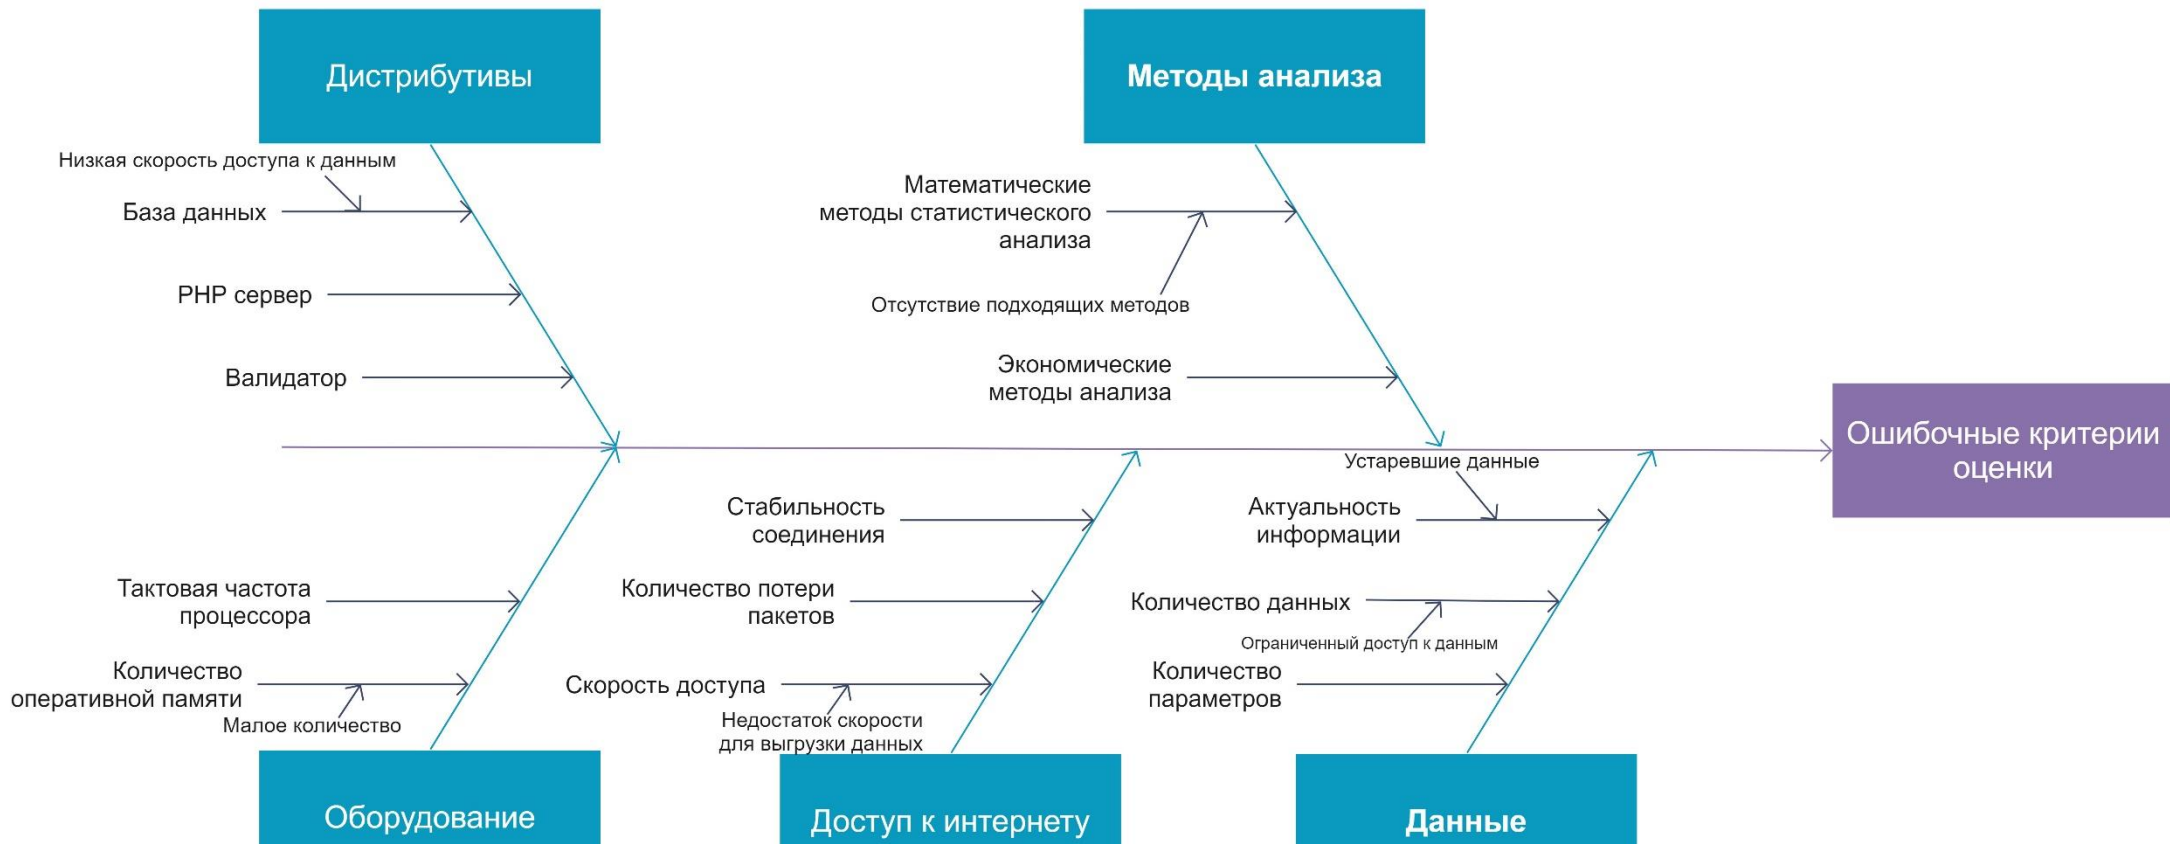 Дистрибутивы
Методы анализа
Низкая скорость доступа к данным
База данных
PHP сервер
Валидатор
Математические
методы статистического
анализа
Отсутствие подходящих методов
Экономические
методы анализа
Ошибочные критерии
оценки
Тактовая частота
процессора
Количество
оперативной памяти
Малое количество
Стабильность
соединения
Количество потери
пакетов
Скорость доступа
Недостаток скорости
для выгрузки данных
Устаревшие данные
Актуальность
информации
Количество данных
Ограниченный доступ к данным
Количество
параметров
Оборудование
Доступ к интернету
Данные